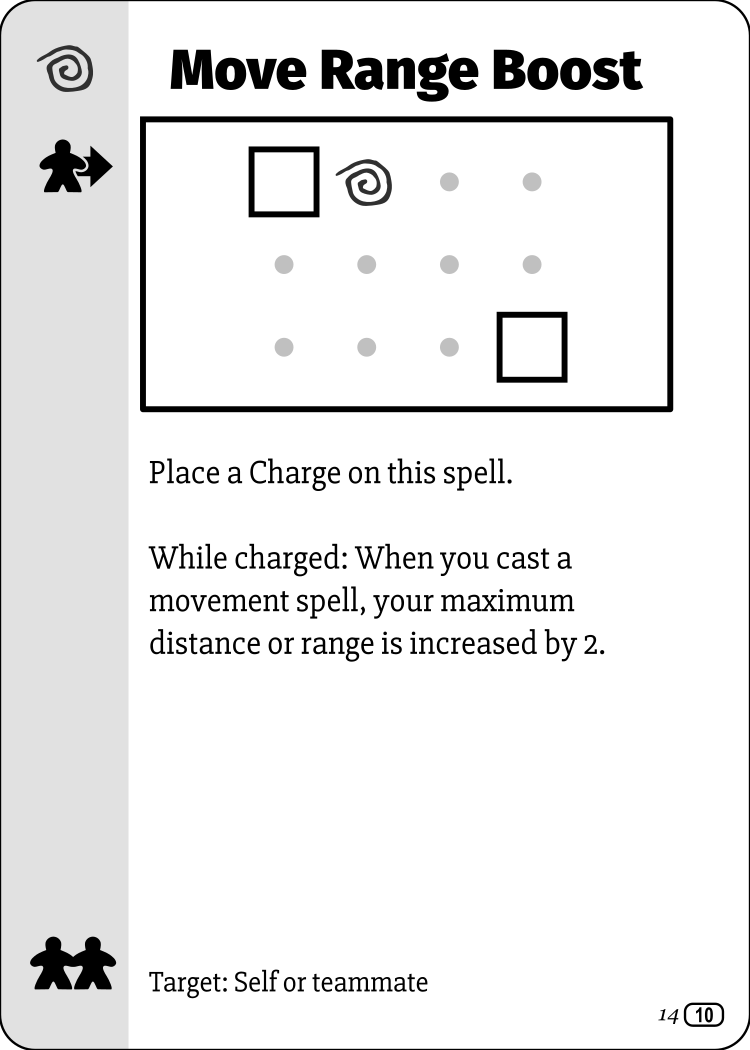 Move Range Boost
Place a Charge on this spell.
While charged: When you cast a
movement spell, your maximum
distance or range is increased by 2.
Target: Self or teammate
14 10